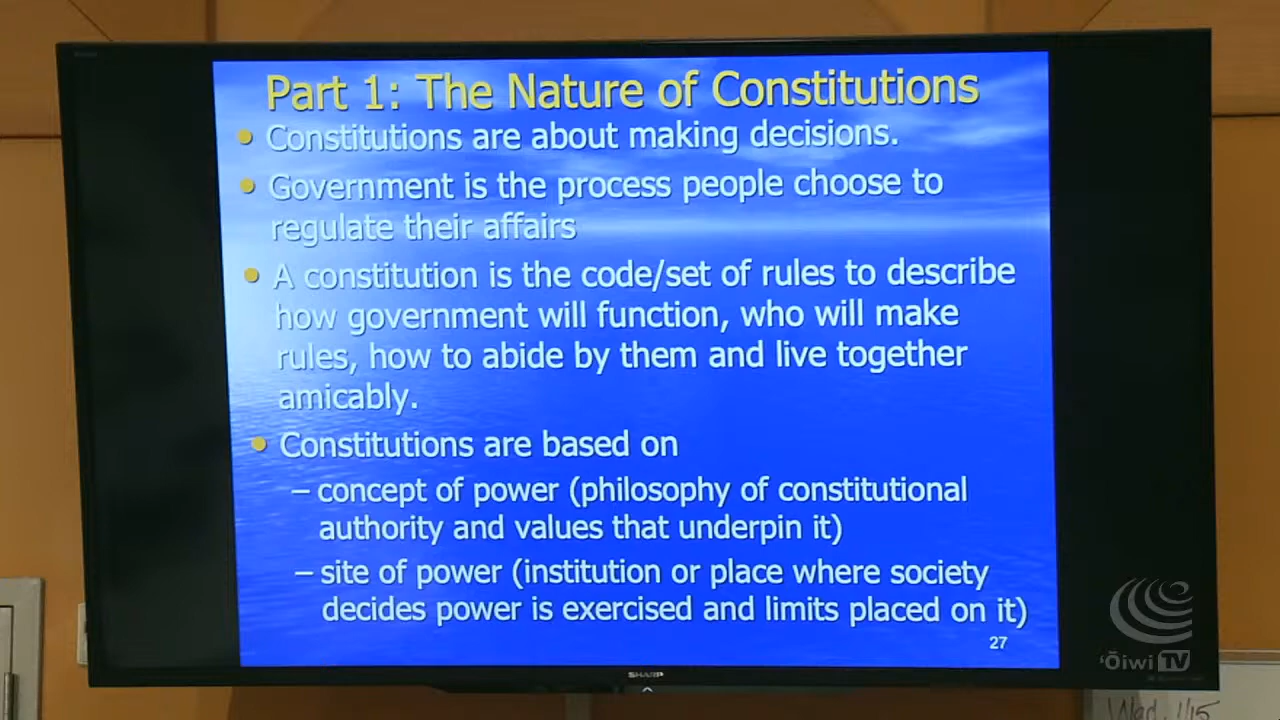 Part 1: The Nature of Constitutions
Constitutions are about making decisions.
Government is the process people choose to
regulate their affairs
A constitution is the code/set of rules to describe
how government will function, who will make
rules, how to abide by them and live together
amicably.
Constitutions are based on
– concept of power (philosophy of constitutional
authority and values that underpin it)
– site of power (institution or place where society
decides power is exercised and limits placed on it)
27
SHARP
ʻŌiwi TV
Wed. 1/15